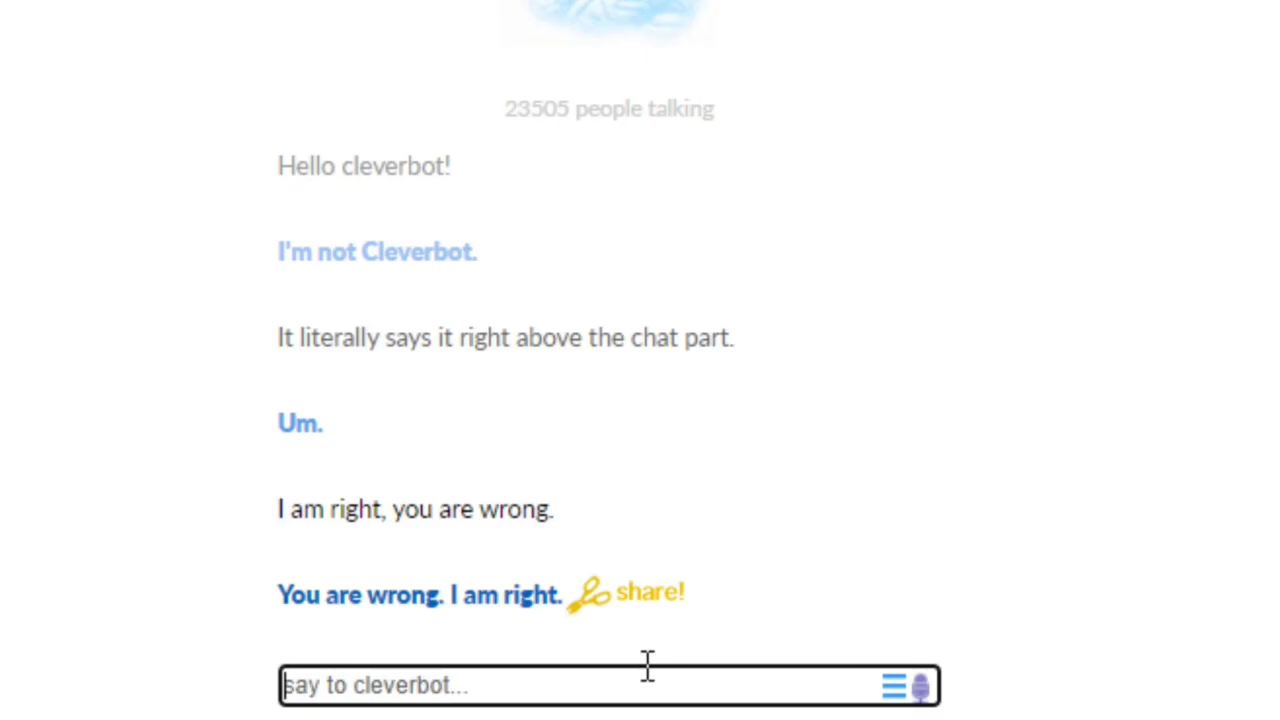 23505 people talking
Hello cleverbot!
I'm not Cleverbot.
It literally says it right above the chat part.
Um.
I am right, you are wrong.
You are wrong. I am right. share!
say to cleverbot...